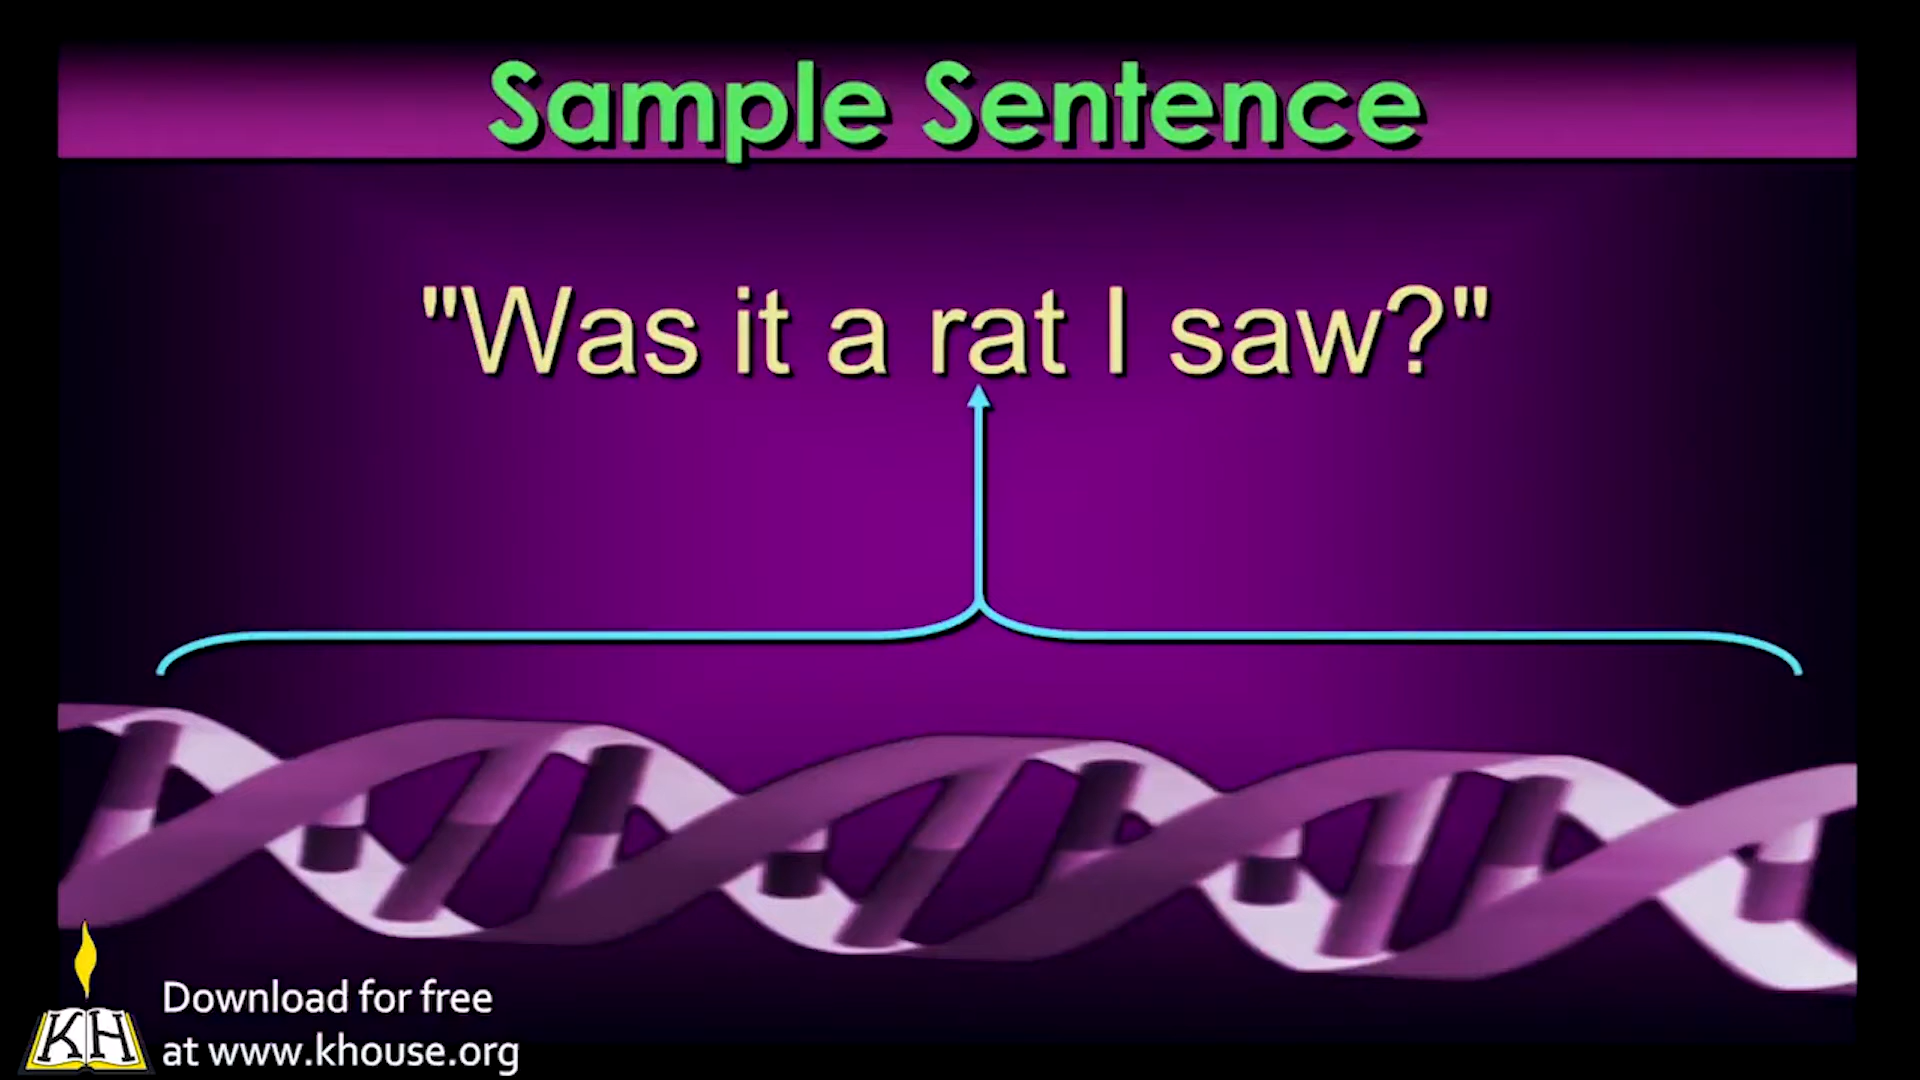 Sample Sentence
"Was it a rat I saw?"
KH
Download for free
at www.khouse.org